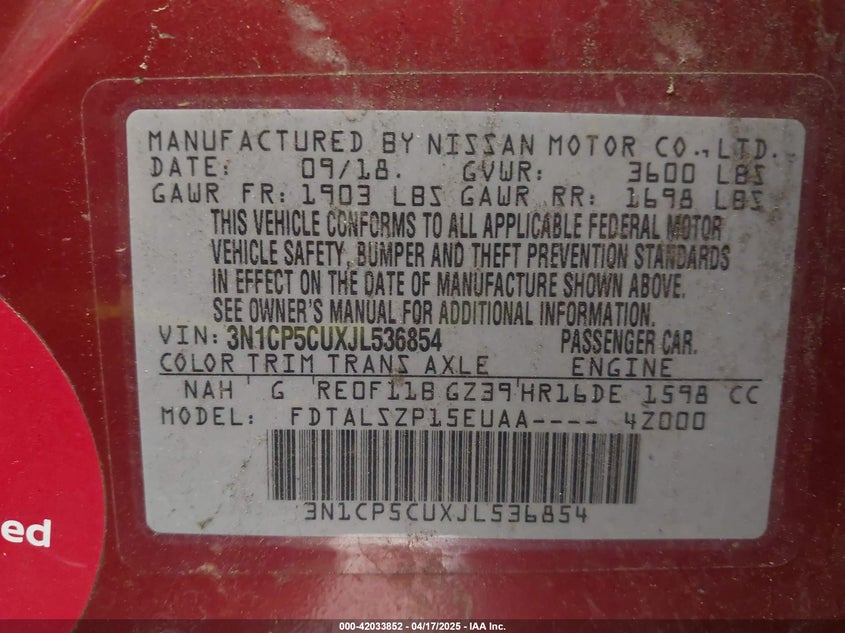 MANUFACTURED BY NISSAN MOTOR CO.,LTD.
DATE: 09/18. GVWR: 3600 LBS
GAWR FR: 1903 LBS GAWR RR: 1698 LBS
THIS VEHICLE CONFORMS TO ALL APPLICABLE FEDERAL MOTOR
VEHICLE SAFETY, BUMPER AND THEFT PREVENTION STANDARDS
IN EFFECT ON THE DATE OF MANUFACTURE SHOWN ABOVE.
SEE OWNER'S MANUAL FOR ADDITIONAL INFORMATION.
VIN: 3N1CP5CUXJL536854 PASSENGER CAR.
COLOR TRIM TRANS AXLE ENGINE
NAH G RE0F11B GZ39 HR16DE 1598 CC
MODEL: FDTALSZP15EUAA---- 4Z000
3N1CP5CUXJL536854
ed
000-42033852 - 04/17/2025 - IAA Inc.